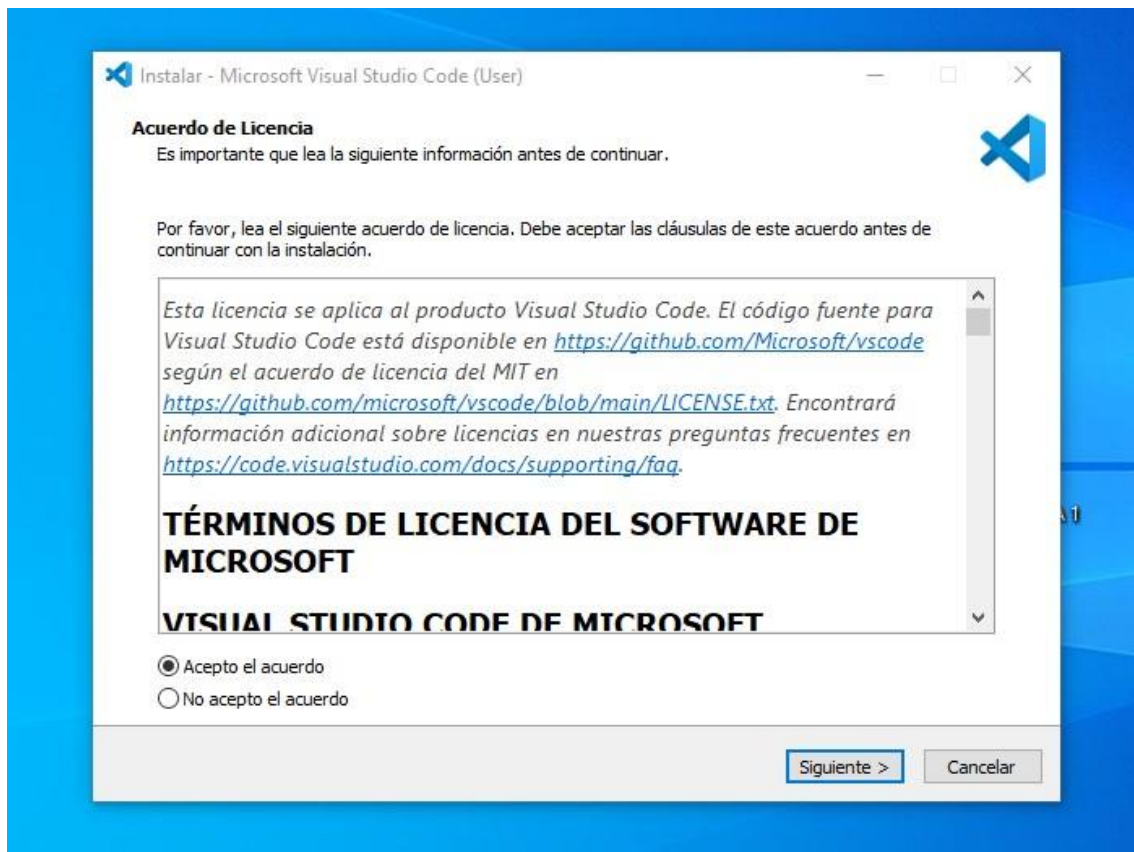 Instalar - Microsoft Visual Studio Code (User)
Acuerdo de Licencia
Es importante que lea la siguiente información antes de continuar.
Por favor, lea el siguiente acuerdo de licencia. Debe aceptar las cláusulas de este acuerdo antes de
continuar con la instalación.
Esta licencia se aplica al producto Visual Studio Code. El código fuente para
Visual Studio Code está disponible en https://github.com/Microsoft/vscode
según el acuerdo de licencia del MIT en
https://github.com/microsoft/vscode/blob/main/LICENSE.txt. Encontrará
información adicional sobre licencias en nuestras preguntas frecuentes en
https://code.visualstudio.com/docs/supporting/faq.
TÉRMINOS DE LICENCIA DEL SOFTWARE DE
MICROSOFT
VISUAL STUDIO CODE DE MICROSOFT
Acepto el acuerdo
No acepto el acuerdo
Siguiente >
Cancelar